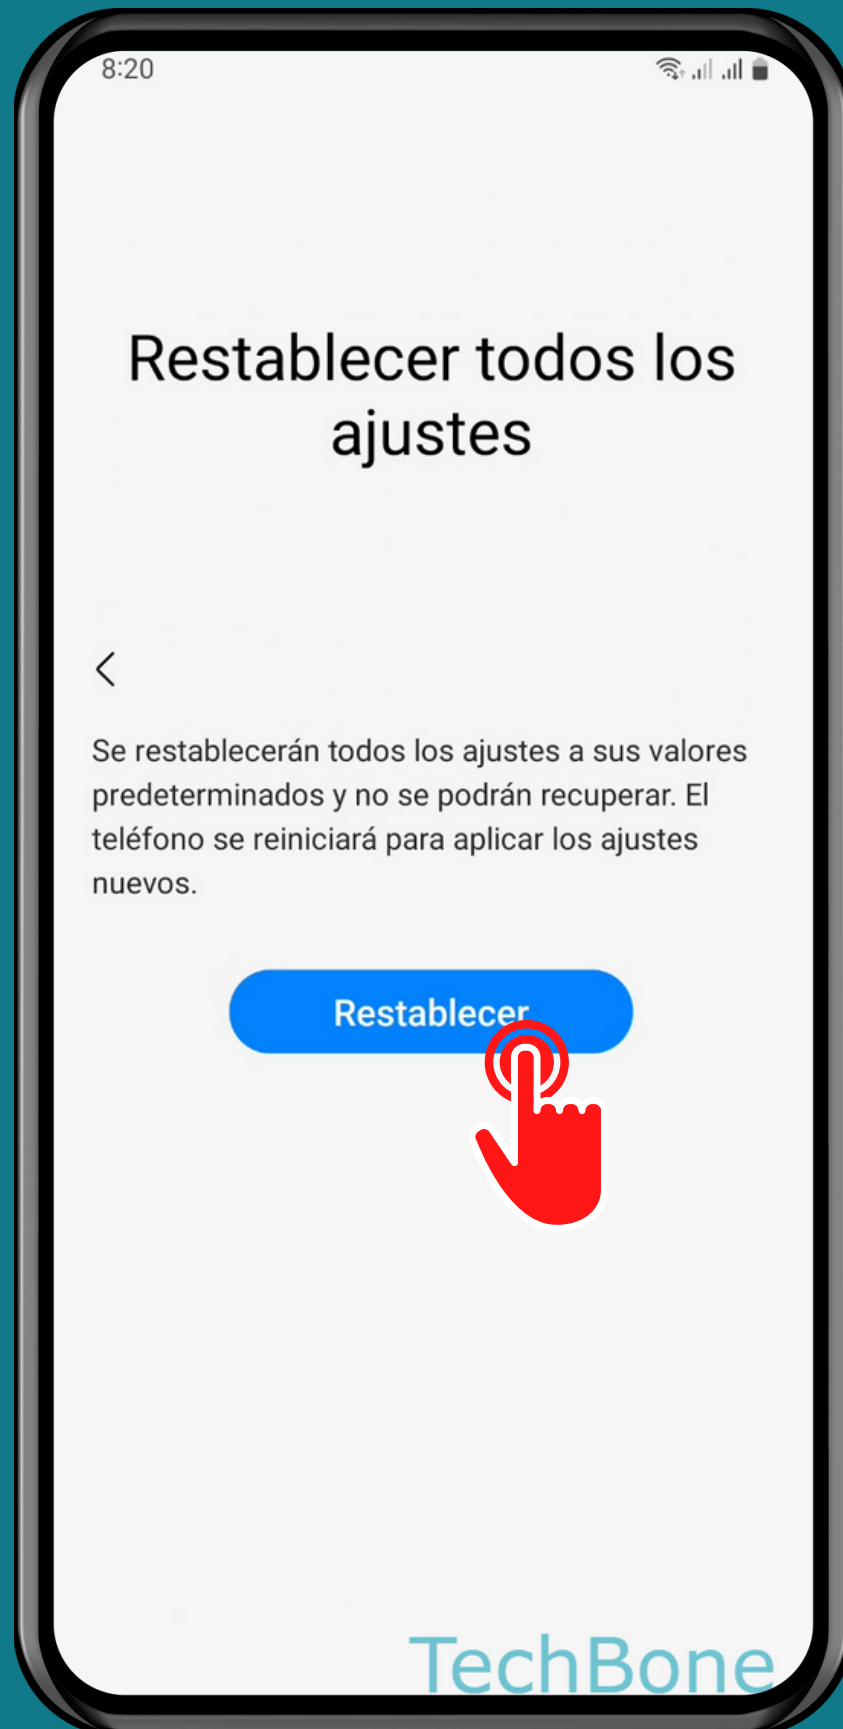 8:20
Restablecer todos los
ajustes
Se restablecerán todos los ajustes a sus valores
predeterminados y no se podrán recuperar. El
teléfono se reiniciará para aplicar los ajustes
nuevos.
Restablecer
TechBone